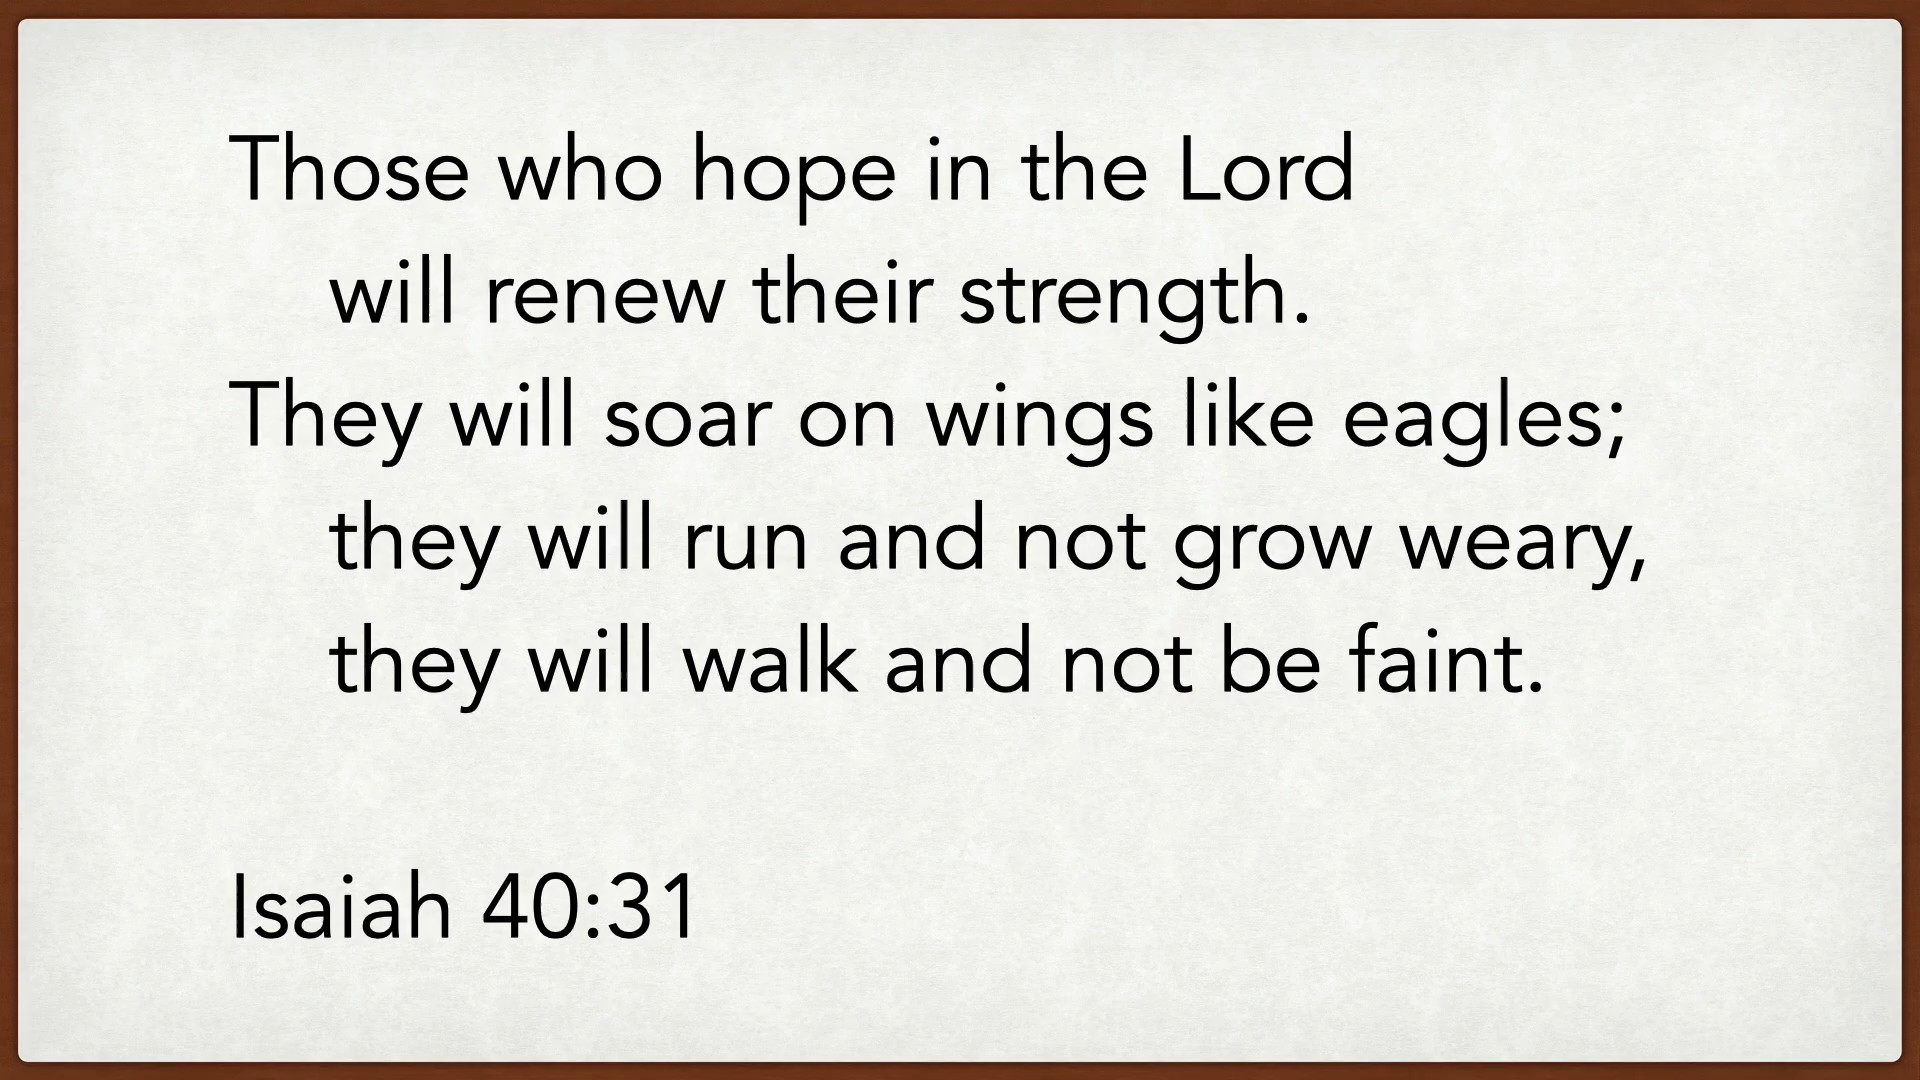 Those who hope in the Lord
will renew their strength.
They will soar on wings like eagles;
they will run and not grow weary,
they will walk and not be faint.
Isaiah 40:31